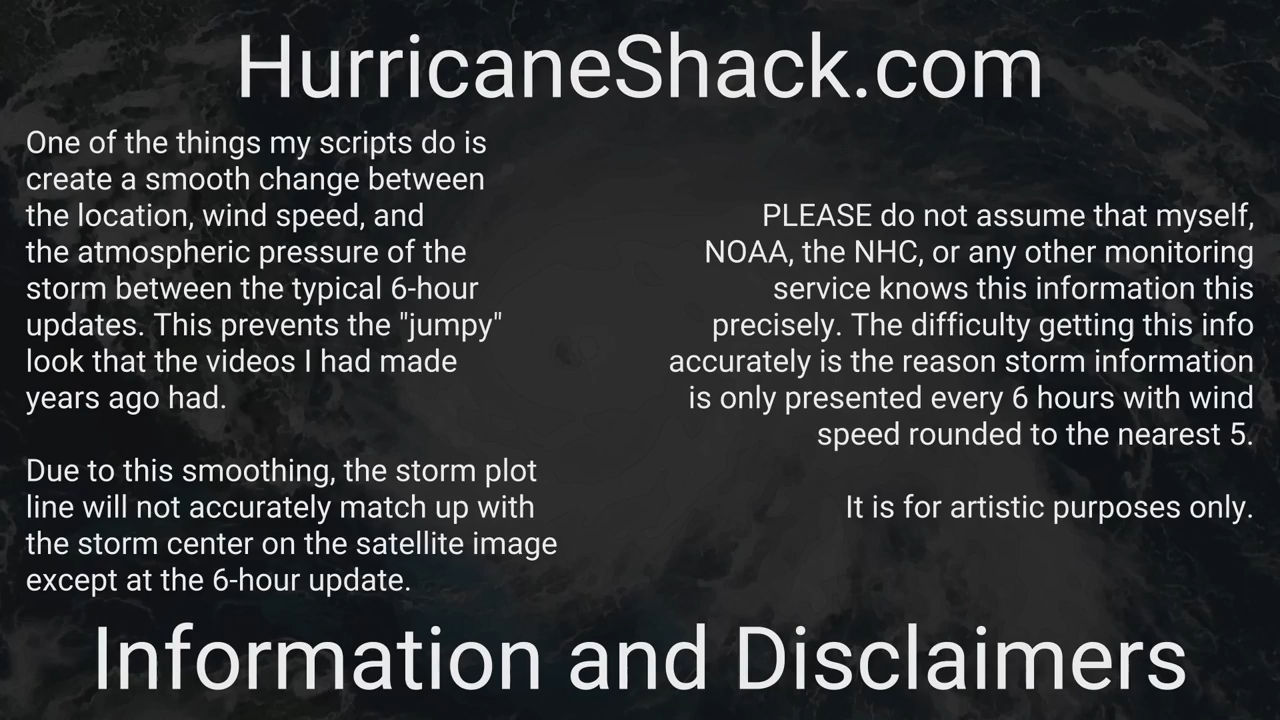 HurricaneShack.com
One of the things my scripts do is
create a smooth change between
the location, wind speed, and
the atmospheric pressure of the
storm between the typical 6-hour
updates. This prevents the "jumpy"
look that the videos I had made
years ago had.
Due to this smoothing, the storm plot
line will not accurately match up with
the storm center on the satellite image
except at the 6-hour update.
PLEASE do not assume that myself,
NOAA, the NHC, or any other monitoring
service knows this information this
precisely. The difficulty getting this info
accurately is the reason storm information
is only presented every 6 hours with wind
speed rounded to the nearest 5.
It is for artistic purposes only.
Information and Disclaimers